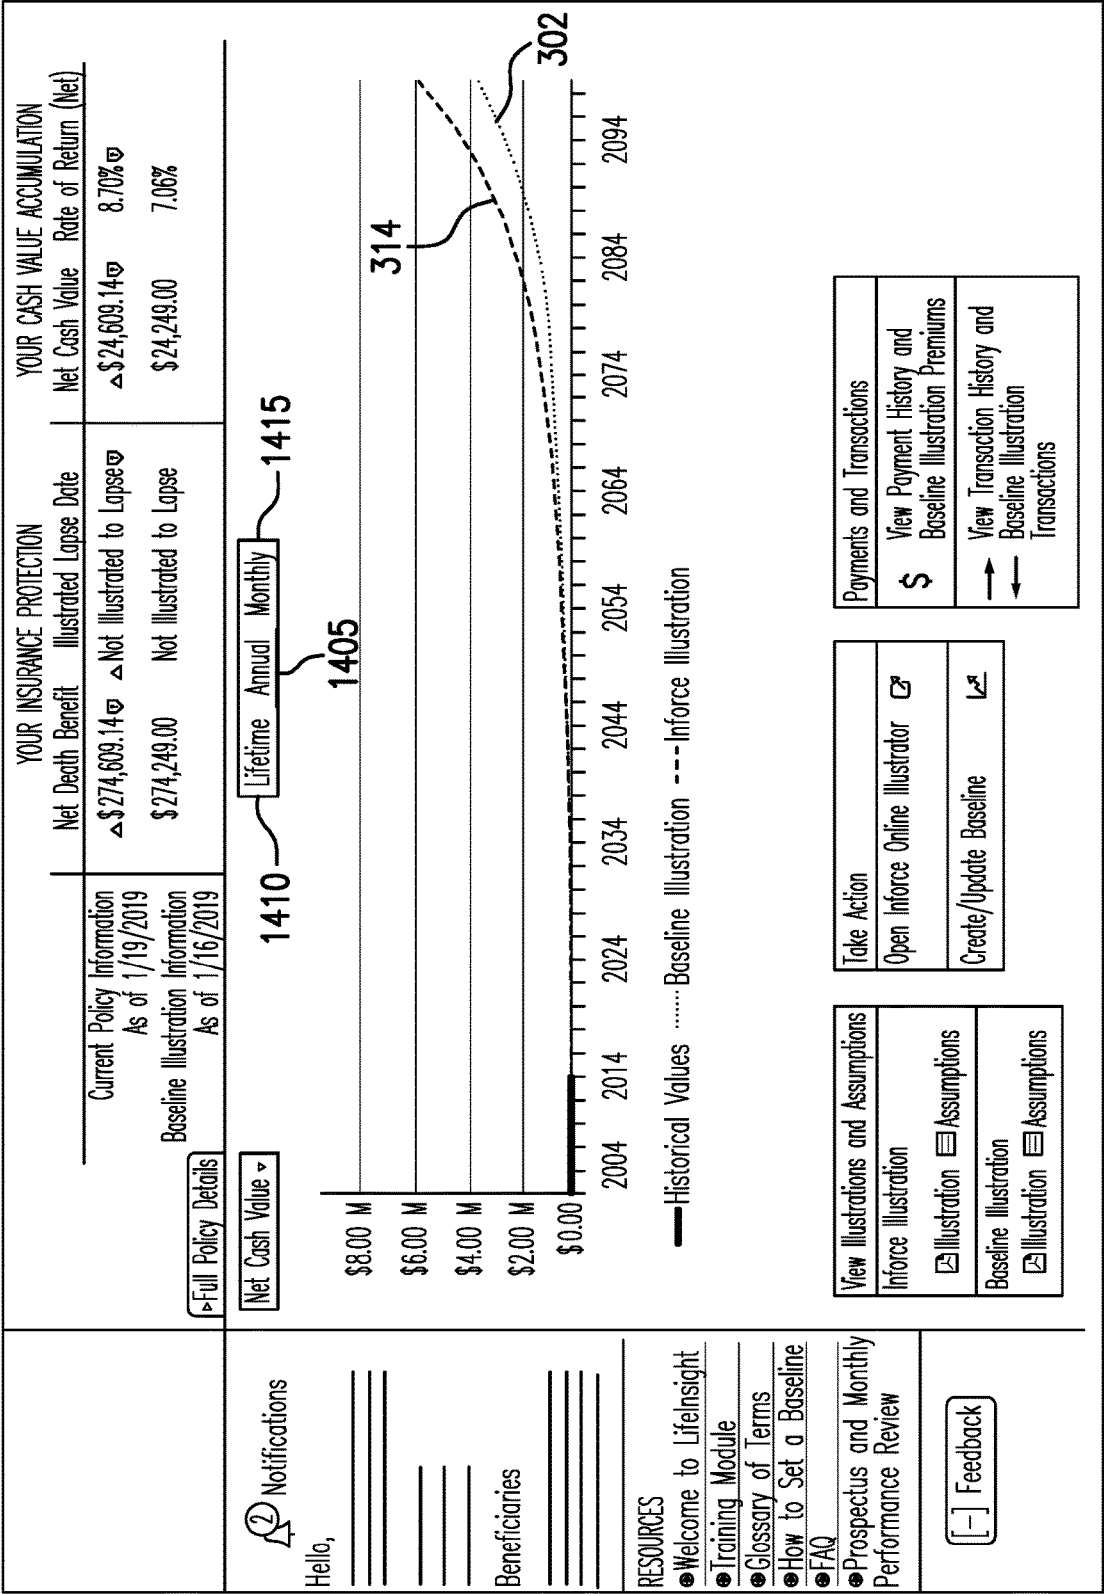 2 Notifications
Hello,
Beneficiaries
RESOURCES
Welcome to LifeInsight
Training Module
Glossary of Terms
How to Set a Baseline
FAQ
Prospectus and Monthly
Performance Review
[-] Feedback
YOUR INSURANCE PROTECTION
YOUR CASH VALUE ACCUMULATION
Net Death Benefit Illustrated Lapse Date Net Cash Value Rate of Return (Net)
Current Policy Information
As of 1/19/2019
△$274,609.14 △Not Illustrated to Lapse △$24,609.14 8.70%
Baseline Illustration Information
As of 1/16/2019
$274,249.00 Not Illustrated to Lapse $24,249.00 7.06%
▹Full Policy Details
Net Cash Value ▿
1410
Lifetime Annual Monthly
1415
1405
314
302
$8.00 M
$6.00 M
$4.00 M
$2.00 M
$0.00
2004 2014 2024 2034 2044 2054 2064 2074 2084 2094
Historical Values Baseline Illustration Inforce Illustration
View Illustrations and Assumptions
Inforce Illustration
Illustration Assumptions
Baseline Illustration
Illustration Assumptions
Take Action
Open Inforce Online Illustrator
Create/Update Baseline
Payments and Transactions
$ View Payment History and
Baseline Illustration Premiums
View Transaction History and
Baseline Illustration
Transactions